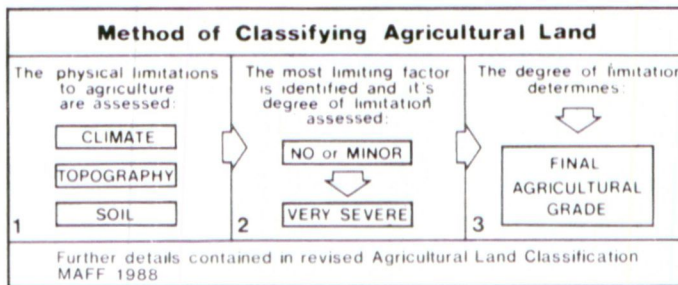 Method of Classifying Agricultural Land
The physical limitations
to agriculture
are assessed:
CLIMATE
TOPOGRAPHY
SOIL
1
The most limiting factor
is identified and it's
degree of limitation
assessed:
NO or MINOR
VERY SEVERE
2
The degree of limitation
determines:
FINAL
AGRICULTURAL
GRADE
3
Further details contained in revised Agricultural Land Classification
MAFF 1988